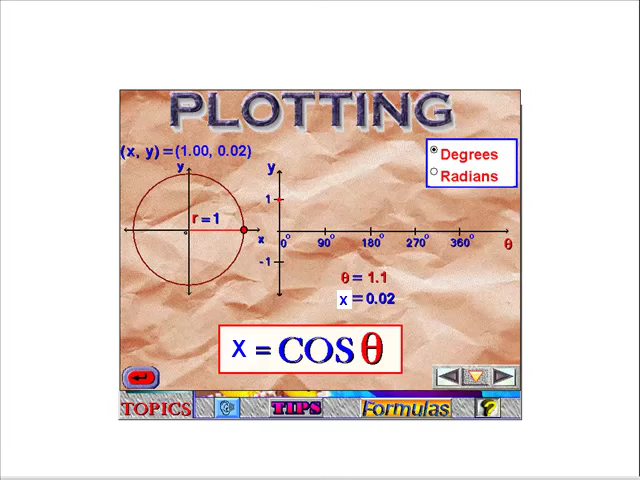 PLOTTING
(x, y) = (1.00, 0.02)
Degrees
Radians
y
y
1
r = 1
x
0° 90° 180° 270° 360° θ
-1
θ = 1.1
x = 0.02
x = COS θ
TOPICS
TIPS
Formulas
?